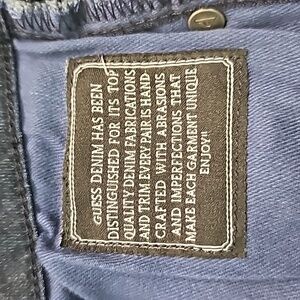 GUESS DENIM HAS BEEN
DISTINGUISHED FOR ITS TOP
QUALITY DENIM FABRICATIONS
AND TRIM EVERY PAIR IS HAND-
CRAFTED WITH ABRASIONS
AND IMPERFECTIONS THAT
MAKE EACH GARMENT UNIQUE
ENJOY!!